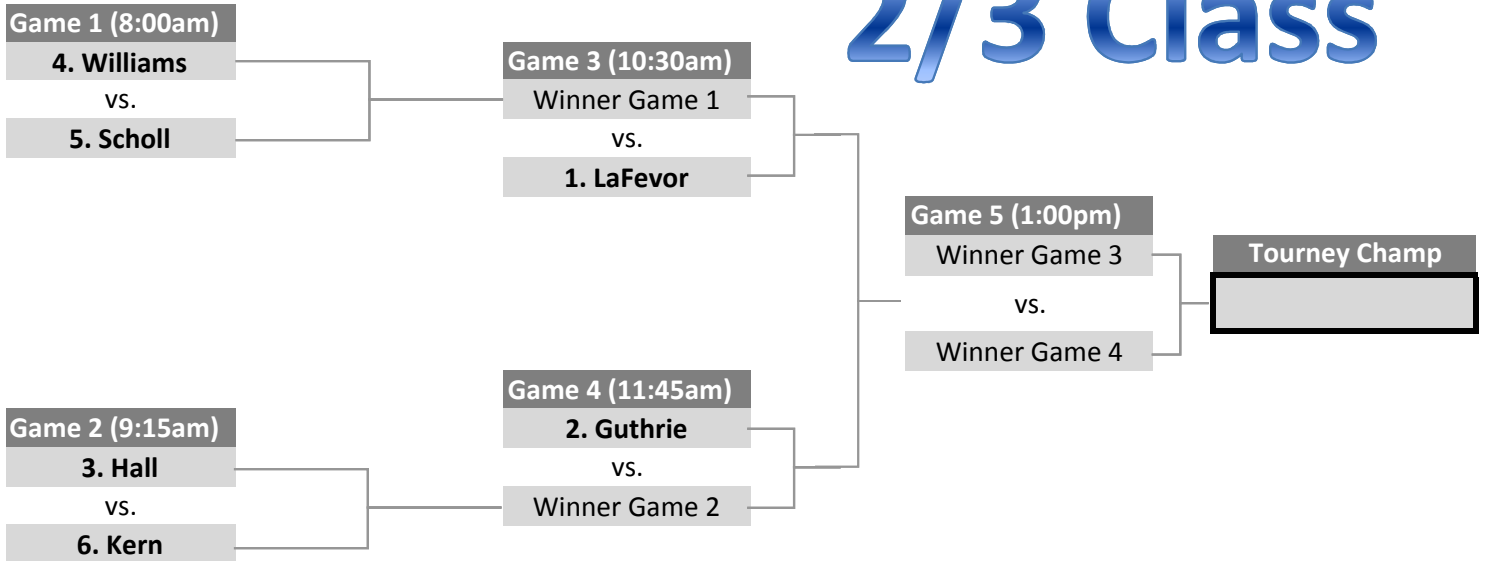 2/3 Class
Game 1 (8:00am)
4. Williams
vs.
5. Scholl
Game 2 (9:15am)
3. Hall
vs.
6. Kern
Game 3 (10:30am)
Winner Game 1
vs.
1. LaFevor
Game 4 (11:45am)
2. Guthrie
vs.
Winner Game 2
Game 5 (1:00pm)
Winner Game 3
vs.
Winner Game 4
Tourney Champ